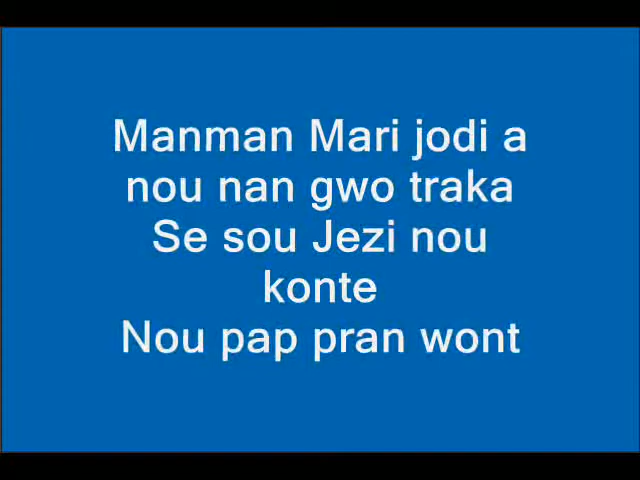 Manman Mari jodi a
nou nan gwo traka
Se sou Jezi nou
konte
Nou pap pran wont